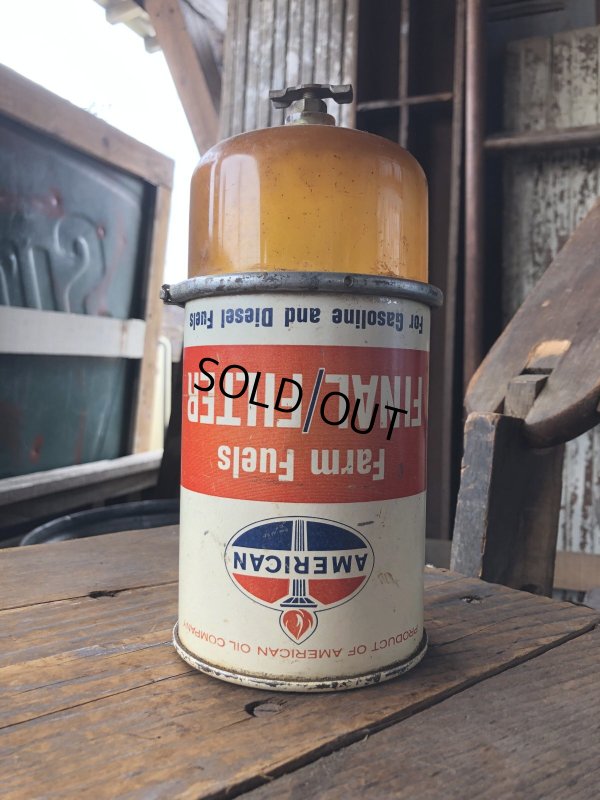 PRODUCT OF AMERICAN OIL COMPANY
AMERICAN
Farm Fuels
FINAL FILTER
For Gasoline and Diesel Fuels
SOLD/OUT